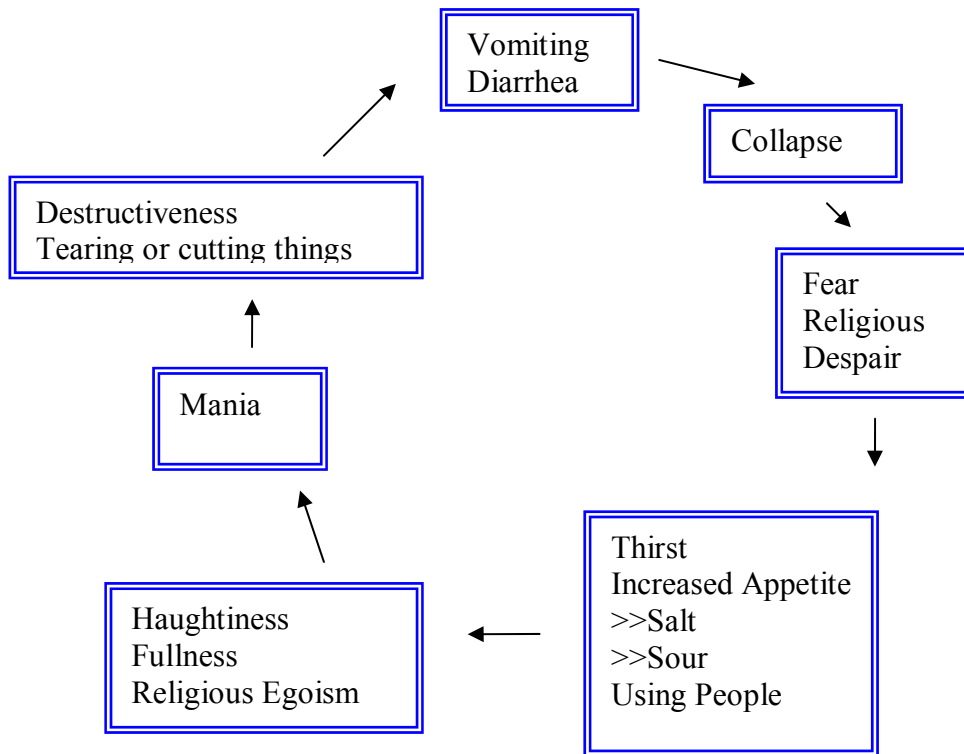 Vomiting
Diarrhea
Collapse
Destructiveness
Tearing or cutting things
Fear
Religious
Despair
Mania
Thirst
Increased Appetite
>>Salt
>>Sour
Using People
Haughtiness
Fullness
Religious Egoism